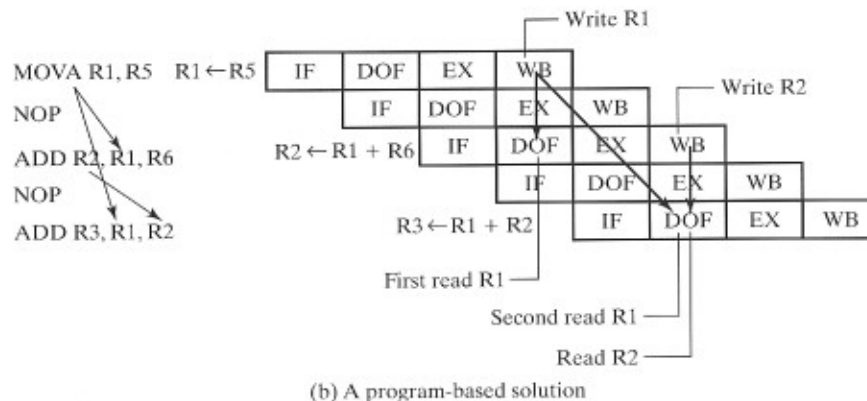 Write R1
MOVA R1, R5 R1←R5 IF DOF EX WB
NOP IF DOF EX WB
Write R2
ADD R2, R1, R6 R2←R1 + R6 IF DOF EX WB
NOP IF DOF EX WB
ADD R3, R1, R2 R3←R1 + R2 IF DOF EX WB
First read R1
Second read R1
Read R2
(b) A program-based solution